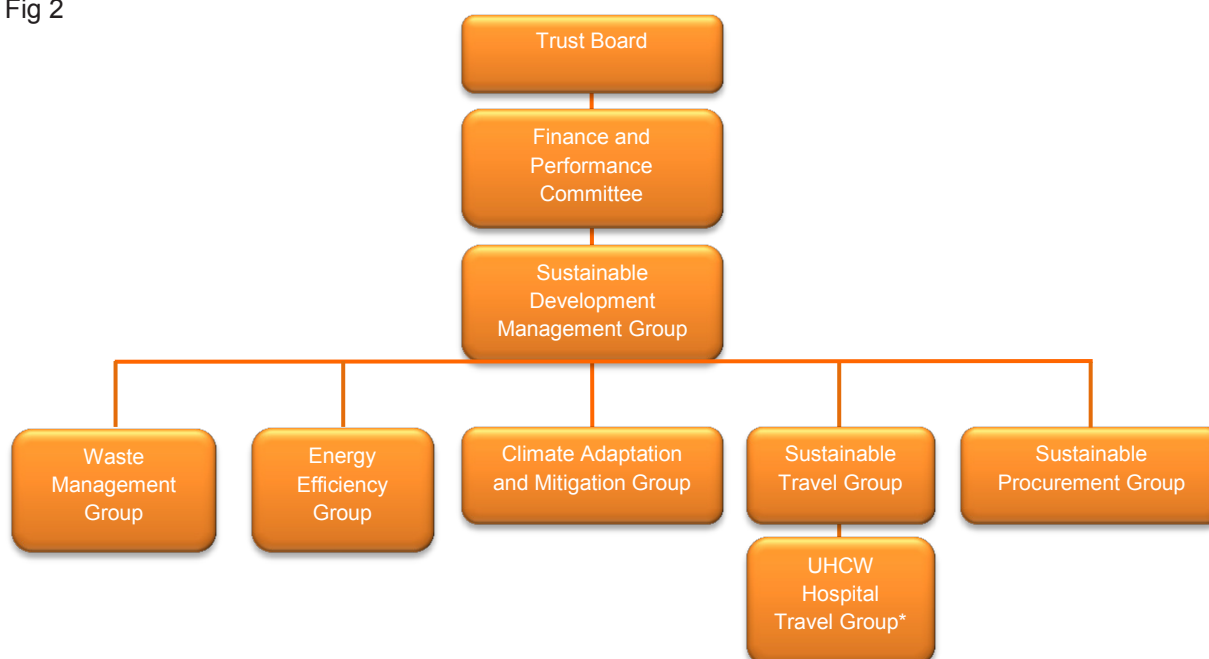 Fig 2
Trust Board
Finance and
Performance
Committee
Sustainable
Development
Management Group
Waste
Management
Group
Energy
Efficiency
Group
Climate Adaptation
and Mitigation Group
Sustainable
Travel Group
Sustainable
Procurement Group
UHCW
Hospital
Travel Group*